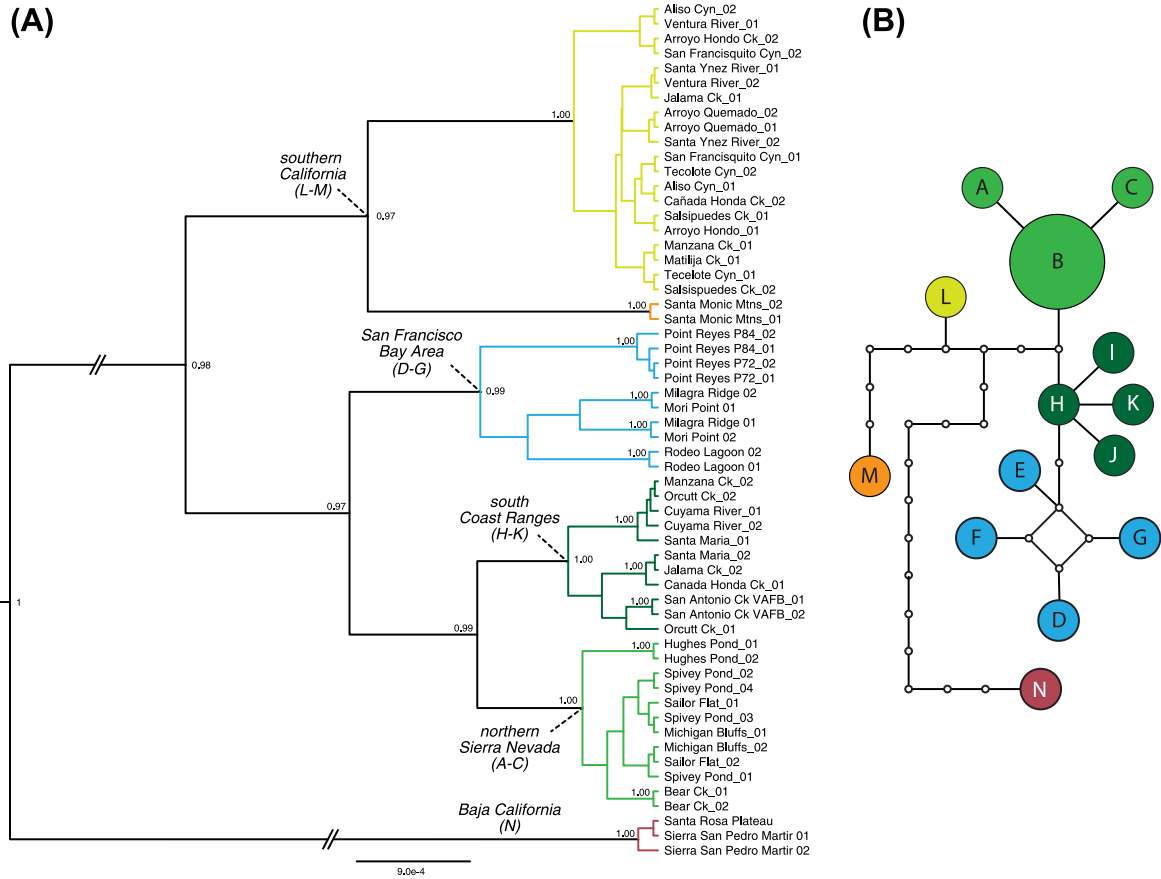 (A)
Aliso Cyn_02
Ventura River_01
Arroyo Hondo Ck_02
San Francisquito Cyn_02
Santa Ynez River_01
Ventura River_02
Jalama Ck_01
1.00
Arroyo Quemado_02
Arroyo Quemado_01
Santa Ynez River_02
southern
California
(L-M)
San Francisquito Cyn_01
Tecolote Cyn_02
Aliso Cyn_01
Cañada Honda Ck_02
0.97
Salsipuedes Ck_01
Arroyo Hondo_01
Manzana Ck_01
Matilija Ck_01
Tecelote Cyn_01
Salsispuedes Ck_02
1.00
Santa Monic Mtns_02
Santa Monic Mtns_01
San Francisco
Bay Area
(D-G)
1.00
Point Reyes P84_02
Point Reyes P84_01
Point Reyes P72_02
Point Reyes P72_01
0.98
0.99
1.00
Milagra Ridge 02
Mori Point 01
1.00
Milagra Ridge 01
Mori Point 02
1.00
Rodeo Lagoon 02
Rodeo Lagoon 01
0.97
south
Coast Ranges
(H-K)
Manzana Ck_02
Orcutt Ck_02
Cuyama River_01
1.00
Cuyama River_02
Santa Maria_01
1.00
Santa Maria_02
1.00
Jalama Ck_02
Canada Honda Ck_01
1.00
San Antonio Ck VAFB_01
San Antonio Ck VAFB_02
Orcutt Ck_01
1
0.99
1.00
Hughes Pond_01
Hughes Pond_02
Spivey Pond_02
Spivey Pond_04
1.00
Sailor Flat_01
Spivey Pond_03
Michigan Bluffs_01
northern
Sierra Nevada
(A-C)
Michigan Bluffs_02
Sailor Flat_02
Spivey Pond_01
1.00
Bear Ck_01
Bear Ck_02
Baja California
(N)
1.00
Santa Rosa Plateau
Sierra San Pedro Martir 01
Sierra San Pedro Martir 02
9.0e-4
(B)
A
C
B
L
I
H
K
J
M
E
F
G
D
N